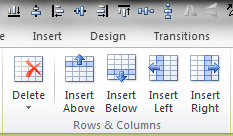 Insert Design Transitions
Delete Insert Above Insert Below Insert Left Insert Right
Rows & Columns